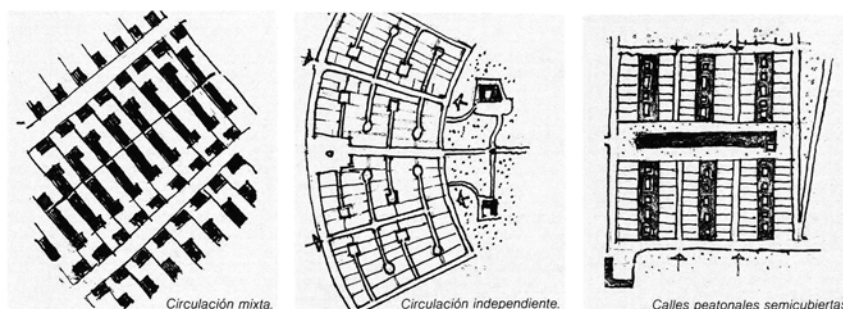 Circulación mixta.
Circulación independiente.
Calles peatonales semicubiertas